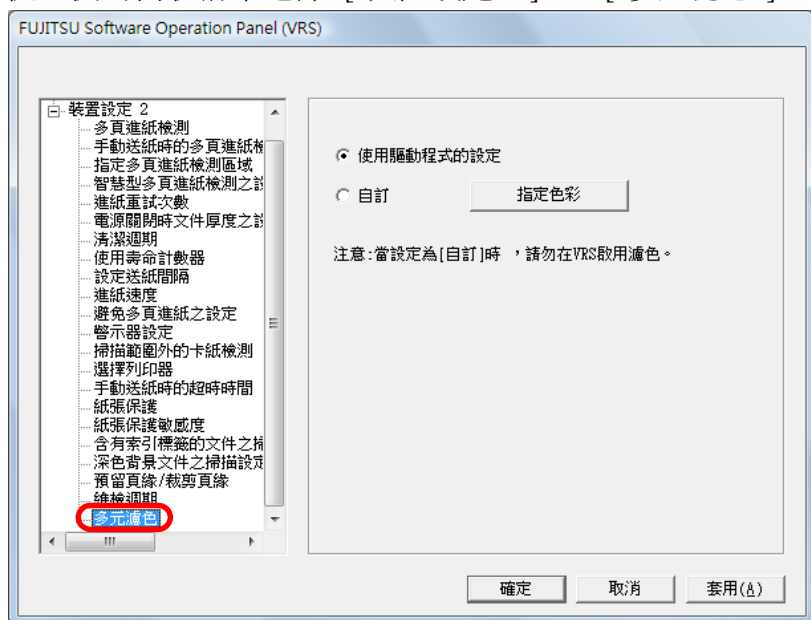 FUJITSU Software Operation Panel (VRS)
裝置設定 2
多頁進紙檢測
手動送紙時的多頁進紙檢
指定多頁進紙檢測區域
智慧型多頁進紙檢測之設
進紙重試次數
電源關閉時文件厚度之設
清潔週期
使用壽命計數器
設定送紙間隔
進紙速度
避免多頁進紙之設定
警示器設定
掃描範圍外的卡紙檢測
選擇列印器
手動送紙時的超時時間
紙張保護
紙張保護敏感度
含有索引標籤的文件之掃
深色背景文件之掃描設定
預留頁緣/裁剪頁緣
維檢週期
多元濾色
使用驅動程式的設定
自訂 指定色彩
注意:當設定為[自訂]時 ,請勿在VRS啟用濾色。
確定 取消 套用(A)